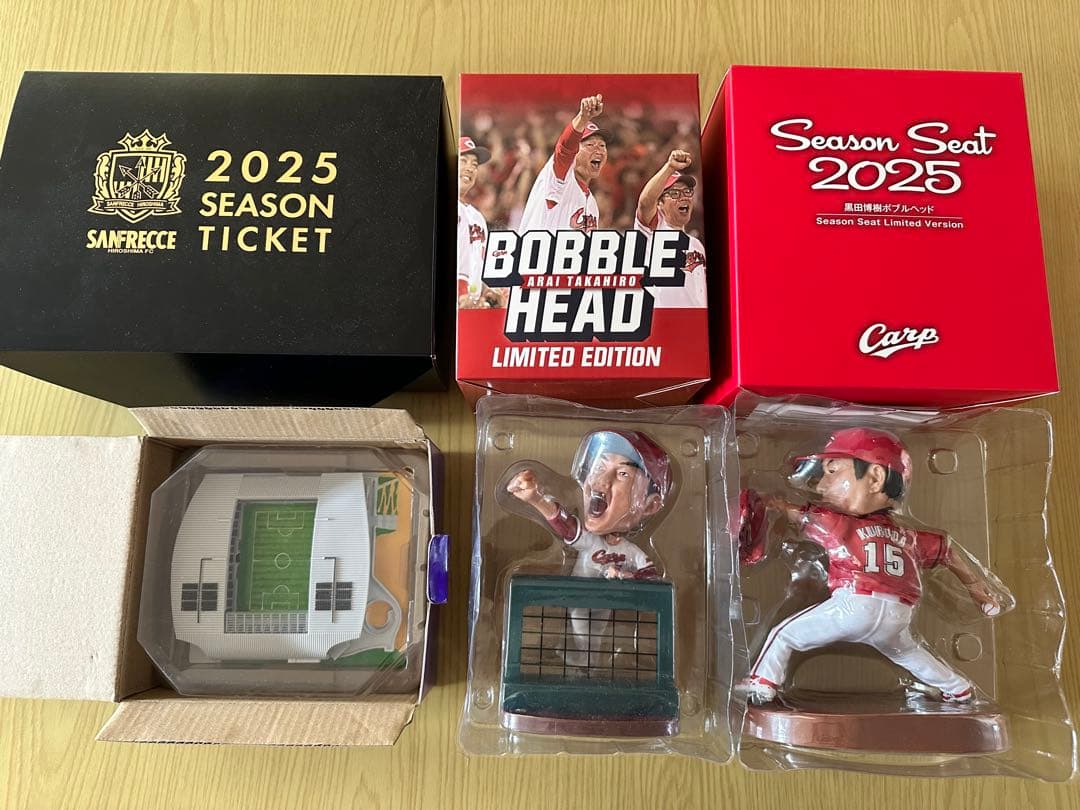 SANFRECCE HIROSHIMA
SANFRECCE
HIROSHIMA FC
2025
SEASON
TICKET
Carp
BOBBLE
ARAI TAKAHIRO
HEAD
LIMITED EDITION
Season Seat
2025
黒田博樹ボブルヘッド
Season Seat Limited Version
Carp
Carp
KURODA
15